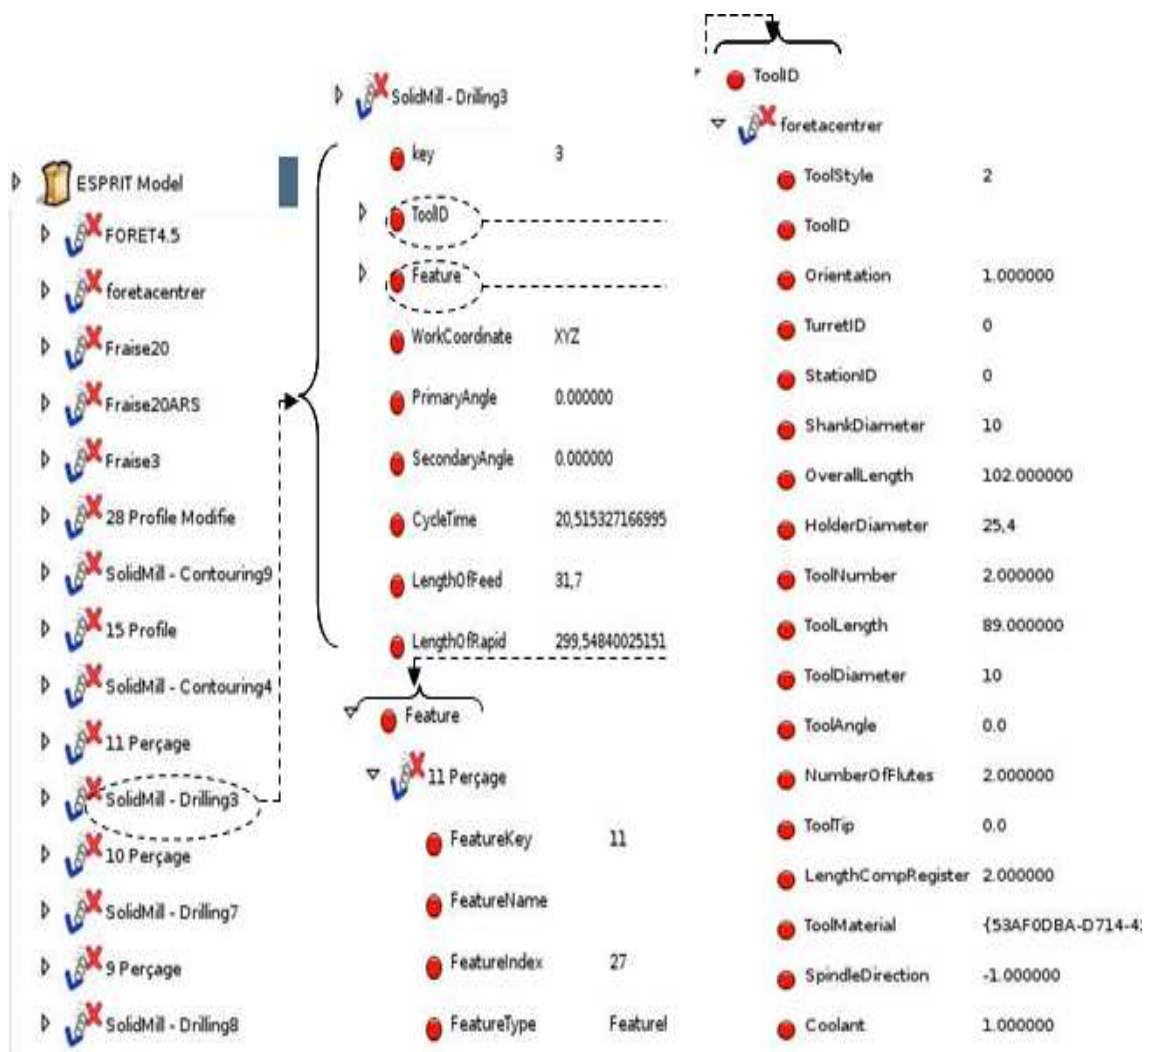 ESPRIT Model
FORET4.5
foretacentrer
Fraise20
Fraise20ARS
Fraise3
28 Profile Modifie
SolidMill - Contouring9
15 Profile
SolidMill - Contouring4
11 Perçage
SolidMill - Drilling3
10 Perçage
SolidMill - Drilling7
9 Perçage
SolidMill - Drilling8
SolidMill - Drilling3
key 3
ToolID
Feature
WorkCoordinate XYZ
PrimaryAngle 0.000000
SecondaryAngle 0.000000
CycleTime 20,515327166995
LengthOfFeed 31,7
LengthOfRapid 299,54840025151
Feature
11 Perçage
FeatureKey 11
FeatureName
FeatureIndex 27
FeatureType Featurel
ToolID
foretacentrer
ToolStyle 2
ToolID
Orientation 1.000000
TurretID 0
StationID 0
ShankDiameter 10
OverallLength 102.000000
HolderDiameter 25,4
ToolNumber 2.000000
ToolLength 89.000000
ToolDiameter 10
ToolAngle 0.0
NumberOfFlutes 2.000000
ToolTip 0.0
LengthCompRegister 2.000000
ToolMaterial {53AF0DBA-D714-4
SpindleDirection -1.000000
Coolant 1.000000